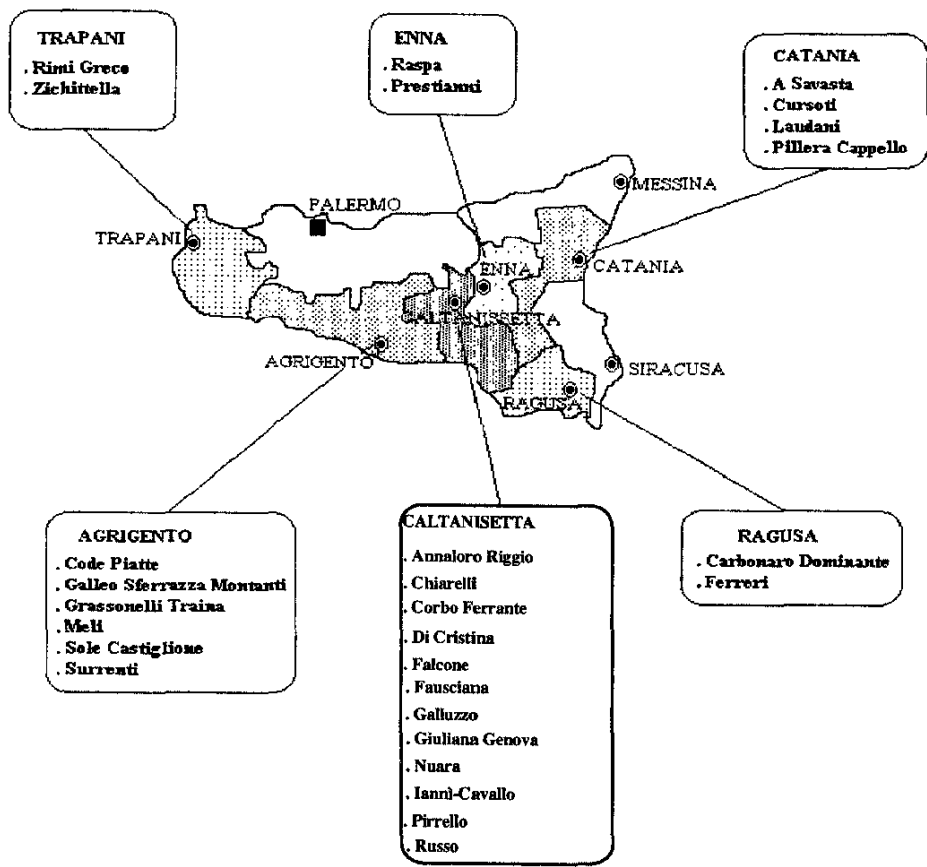 TRAPANI
. Rimi Greco
. Zichittella
ENNA
. Raspa
. Prestianni
CATANIA
. A Savasta
. Cursoti
. Laudani
. Pillera Cappello
MESSINA
PALERMO
TRAPANI
ENNA
CATANIA
CALTANISSETTA
AGRIGENTO
SIRACUSA
RAGUSA
AGRIGENTO
. Code Piatte
. Galleo Sferrazza Montanti
. Grassonelli Traina
. Meli
. Sole Castiglione
. Surrenti
CALTANISETTA
. Annaloro Riggio
. Chiarelli
. Corbo Ferrante
. Di Cristina
. Falcone
. Fausciana
. Galluzzo
. Giuliana Genova
. Nuara
. Iannì-Cavallo
. Pirrello
. Russo
RAGUSA
. Carbonaro Dominante
. Ferreri